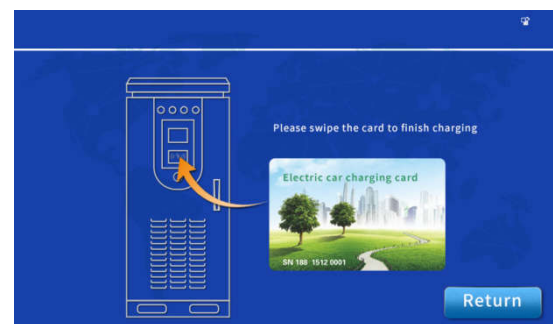 Please swipe the card to finish charging
Electric car charging card
SN 188 1512 0001
Return